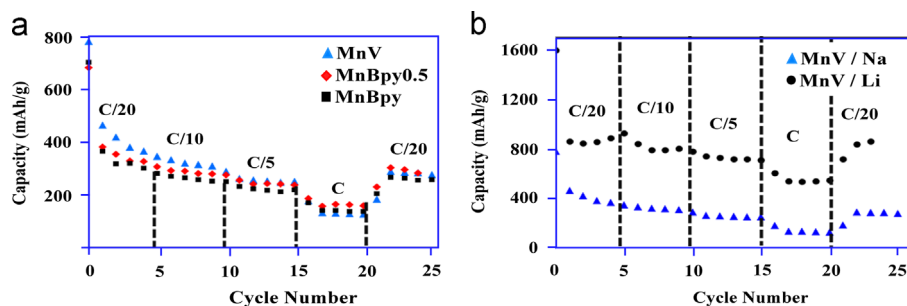 a
800
600
400
200
0
5
10
15
20
25
Capacity (mAh/g)
Cycle Number
MnV
MnBpy0.5
MnBpy
C/20
C/10
C/5
C
C/20
b
1600
1200
800
400
0
0
5
10
15
20
25
Capacity (mAh/g)
Cycle Number
MnV / Na
MnV / Li
C/20
C/10
C/5
C
C/20